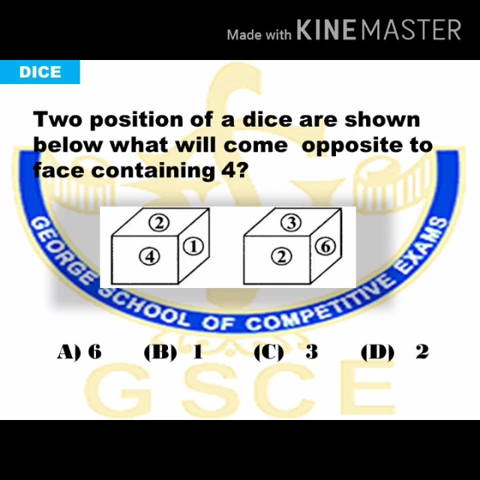 Made with KINEMASTER
DICE
Two position of a dice are shown
below what will come opposite to
face containing 4?
2
4
1
3
2
6
GEORGE SCHOOL OF COMPETITIVE EXAMS
A) 6 (B) 1 (C) 3 (D) 2
GSCE